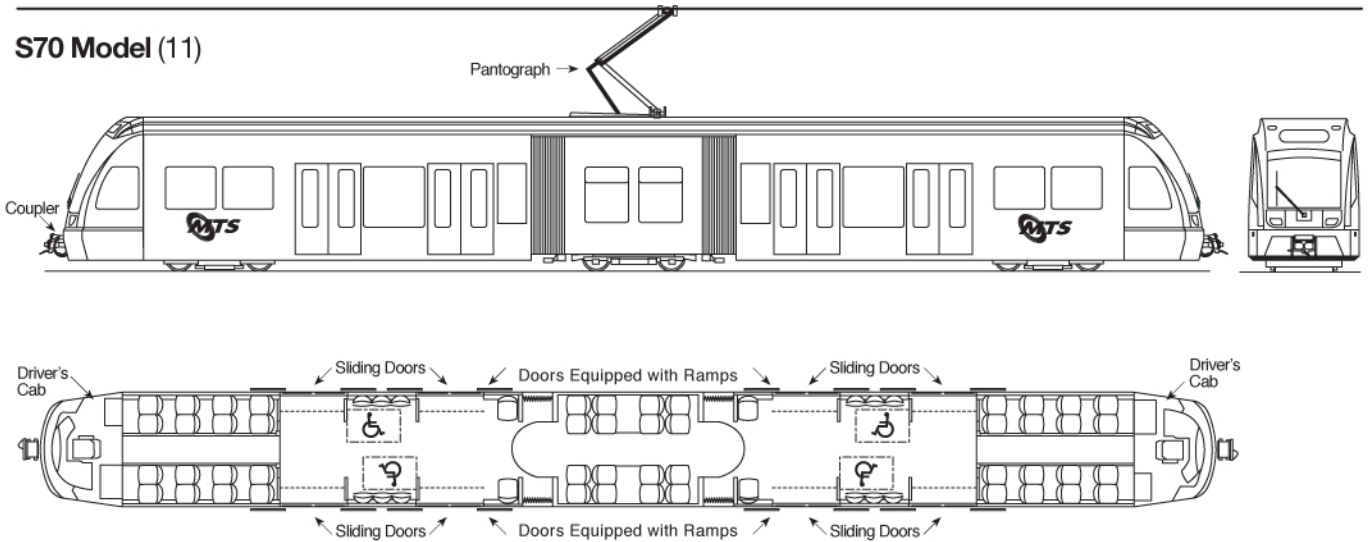 S70 Model (11)
Pantograph
Coupler
MTS
MTS
Driver's
Cab
Sliding Doors
Doors Equipped with Ramps
Sliding Doors
Driver's
Cab
Sliding Doors
Doors Equipped with Ramps
Sliding Doors